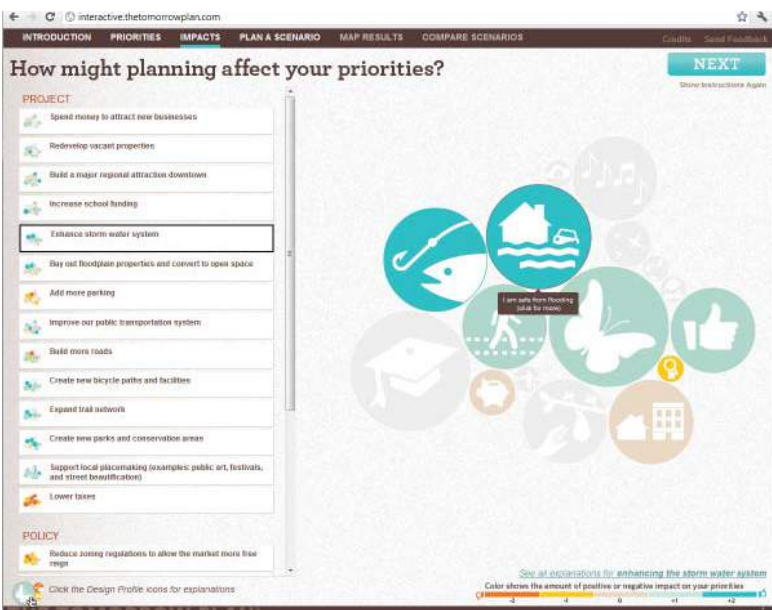 interactive.thetomorrowplan.com
INTRODUCTION PRIORITIES IMPACTS PLAN A SCENARIO MAP RESULTS COMPARE SCENARIOS Credits Send Feedback
How might planning affect your priorities?
NEXT
Show Instructions Again
PROJECT
Spend money to attract new businesses
Redevelop vacant properties
Build a major regional attraction downtown
Increase school funding
Enhance storm water system
Buy out floodplain properties and convert to open space
Add more parking
Improve our public transportation system
Build more roads
Create new bicycle paths and facilities
Expand trail network
Create new parks and conservation areas
Support local placemaking (examples: public art, festivals,
and street beautification)
Lower taxes
POLICY
Reduce zoning regulations to allow the market more free
reign
I am safe from flooding
(click for more)
See all explanations for enhancing the storm water system
Click the Design Profile icons for explanations
Color shows the amount of positive or negative impact on your priorities
-2 -1 0 +1 +2